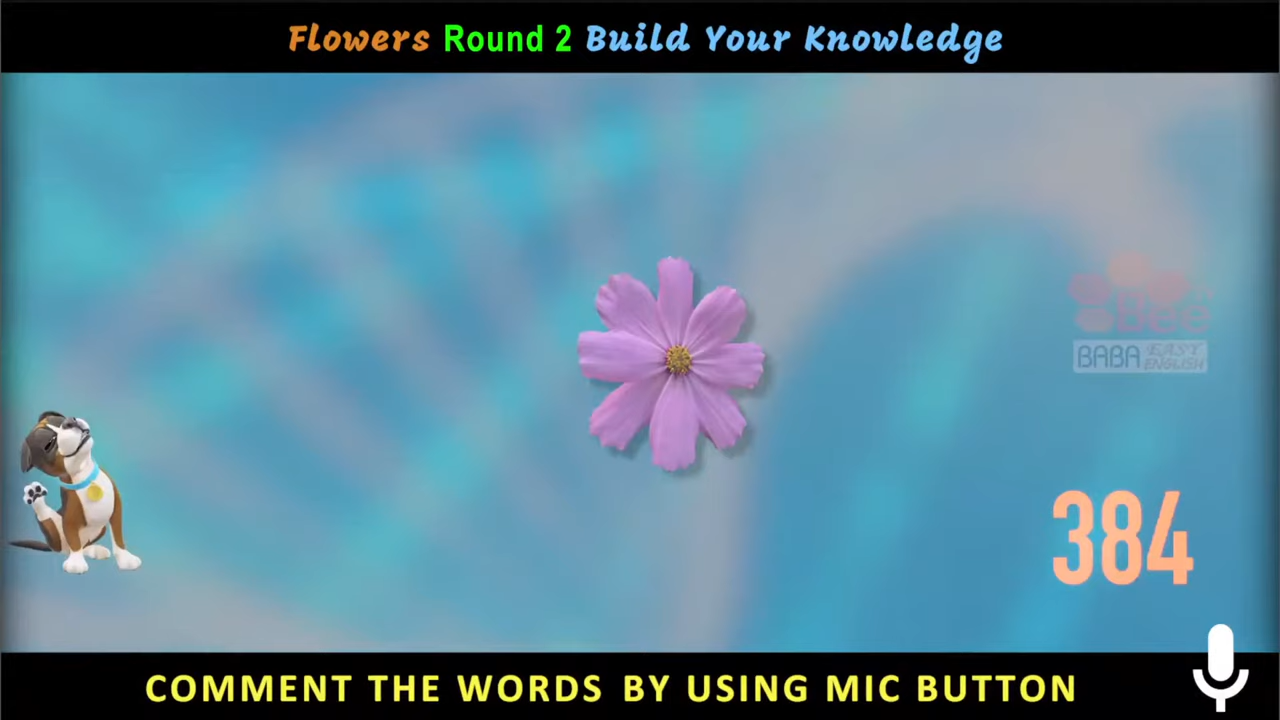 Flowers Round 2 Build Your Knowledge
Bee
BABA EASY ENGLISH
384
COMMENT THE WORDS BY USING MIC BUTTON